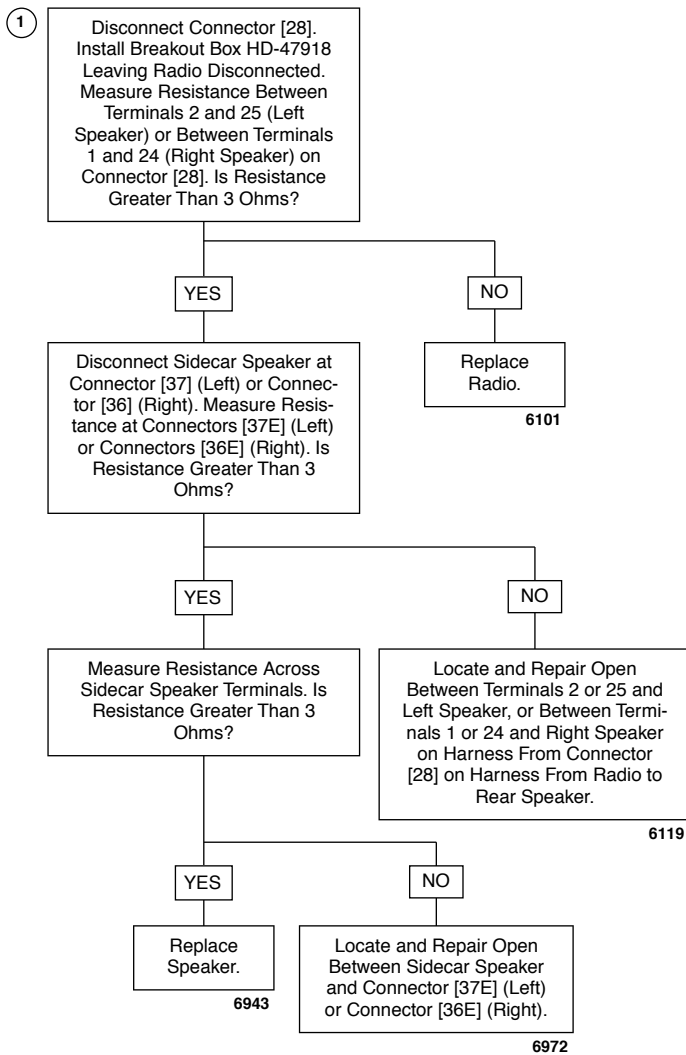 1
Disconnect Connector [28].
Install Breakout Box HD-47918
Leaving Radio Disconnected.
Measure Resistance Between
Terminals 2 and 25 (Left
Speaker) or Between Terminals
1 and 24 (Right Speaker) on
Connector [28]. Is Resistance
Greater Than 3 Ohms?
YES
NO
Disconnect Sidecar Speaker at
Connector [37] (Left) or Connec-
tor [36] (Right). Measure Resis-
tance at Connectors [37E] (Left)
or Connectors [36E] (Right). Is
Resistance Greater Than 3
Ohms?
Replace
Radio.
6101
YES
NO
Measure Resistance Across
Sidecar Speaker Terminals. Is
Resistance Greater Than 3
Ohms?
Locate and Repair Open
Between Terminals 2 or 25 and
Left Speaker, or Between Termi-
nals 1 or 24 and Right Speaker
on Harness From Connector
[28] on Harness From Radio to
Rear Speaker.
6119
YES
NO
Replace
Speaker.
6943
Locate and Repair Open
Between Sidecar Speaker
and Connector [37E] (Left)
or Connector [36E] (Right).
6972